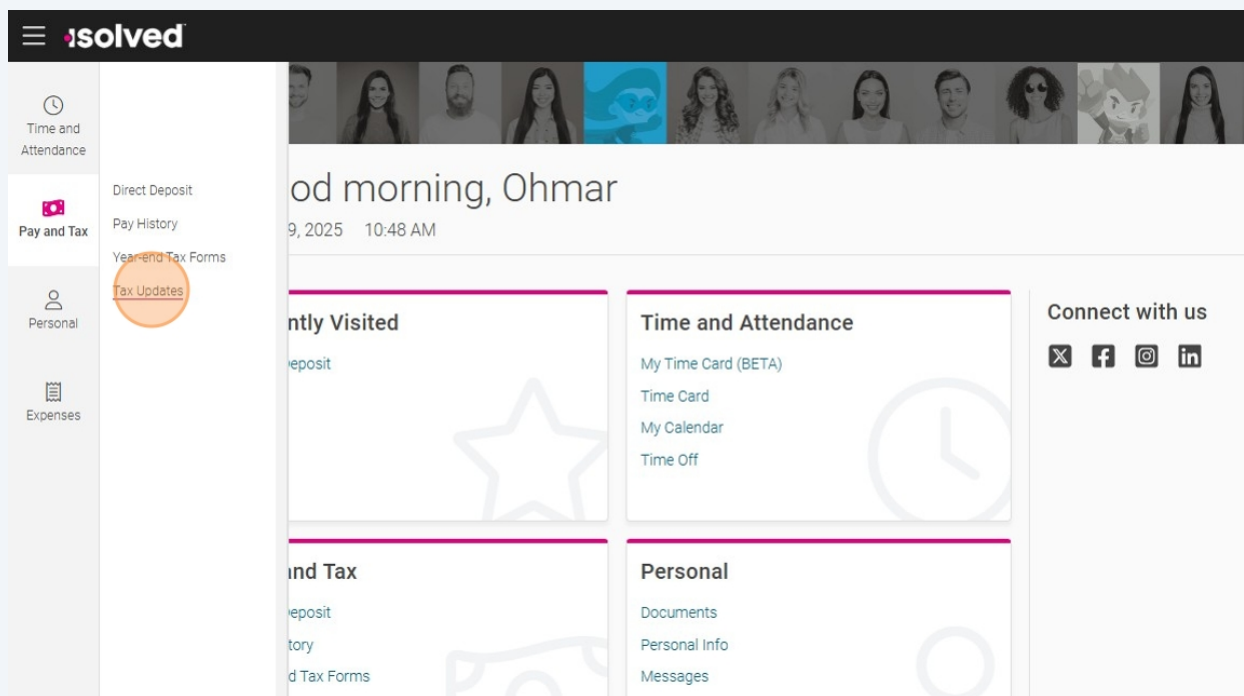 isolved
Time and
Attendance
Pay and Tax
Personal
Expenses
Direct Deposit
Pay History
Year-end Tax Forms
Tax Updates
od morning, Ohmar
9, 2025 10:48 AM
ntly Visited
eposit
Time and Attendance
My Time Card (BETA)
Time Card
My Calendar
Time Off
Connect with us
and Tax
eposit
tory
d Tax Forms
Personal
Documents
Personal Info
Messages